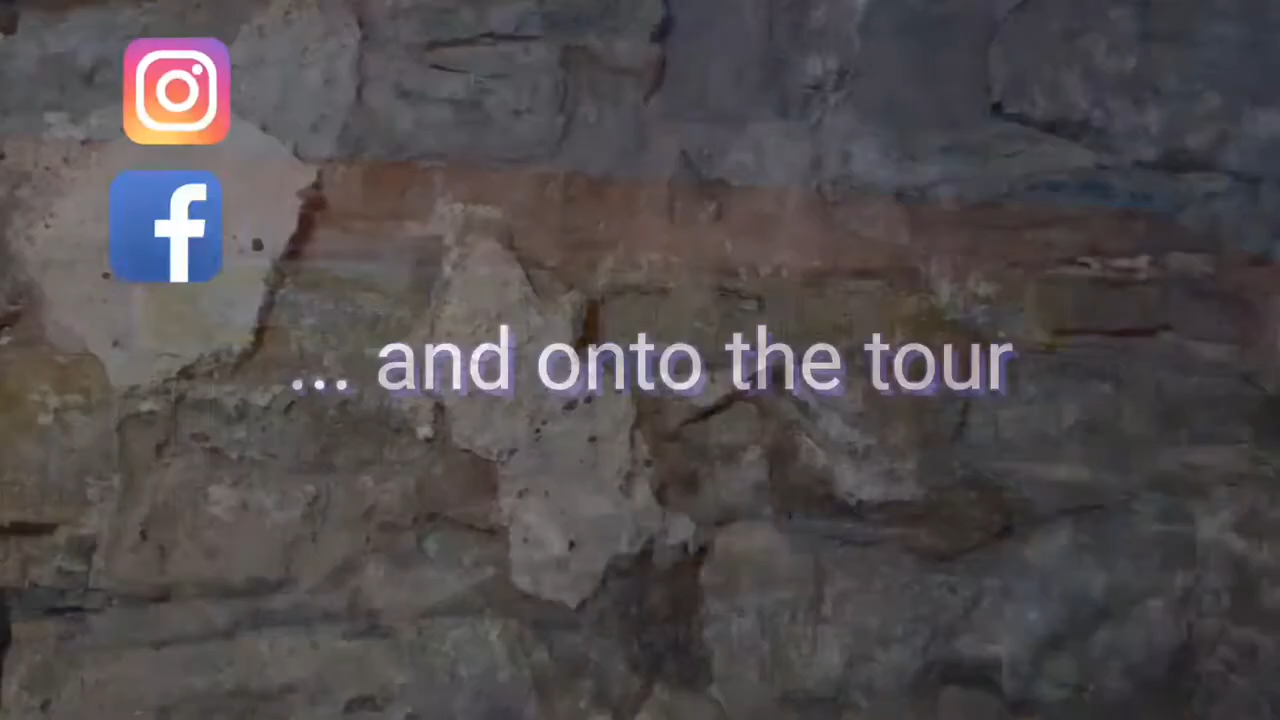 ... and onto the tour